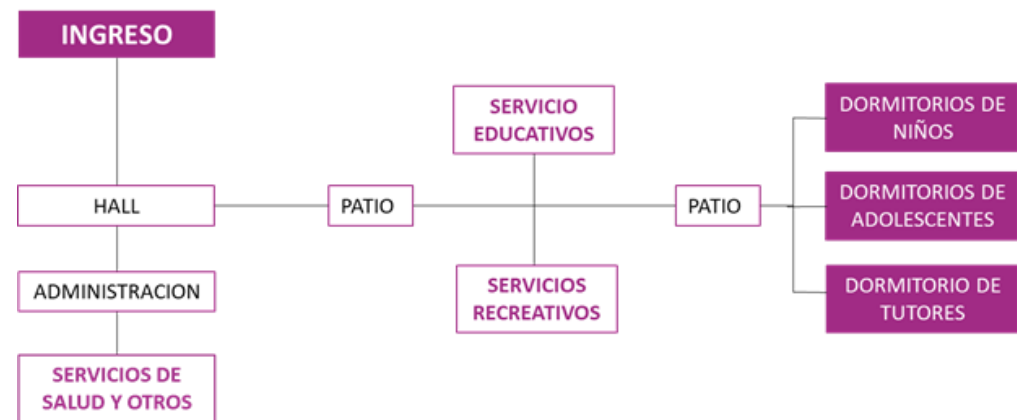 INGRESO
HALL
ADMINISTRACION
SERVICIOS DE
SALUD Y OTROS
PATIO
SERVICIO
EDUCATIVOS
SERVICIOS
RECREATIVOS
PATIO
DORMITORIOS DE
NIÑOS
DORMITORIOS DE
ADOLESCENTES
DORMITORIO DE
TUTORES